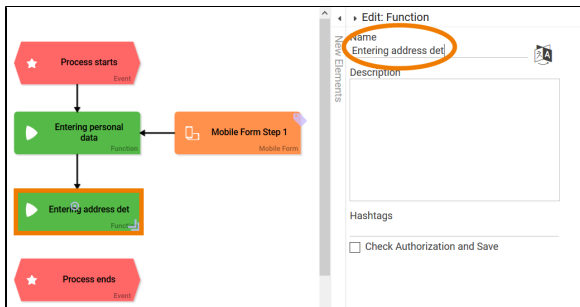 Process starts
Event
Entering personal
data
Function
Mobile Form Step 1
Mobile Form
Entering address det
Process ends
Event
New Elements
Edit: Function
Name
Entering address det
Description
Hashtags
Check Authorization and Save